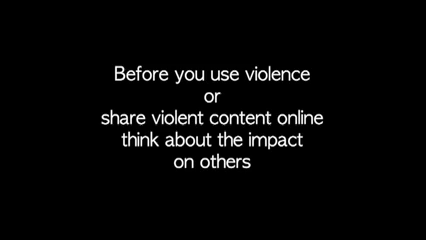 Before you use violence
or
share violent content online
think about the impact
on others